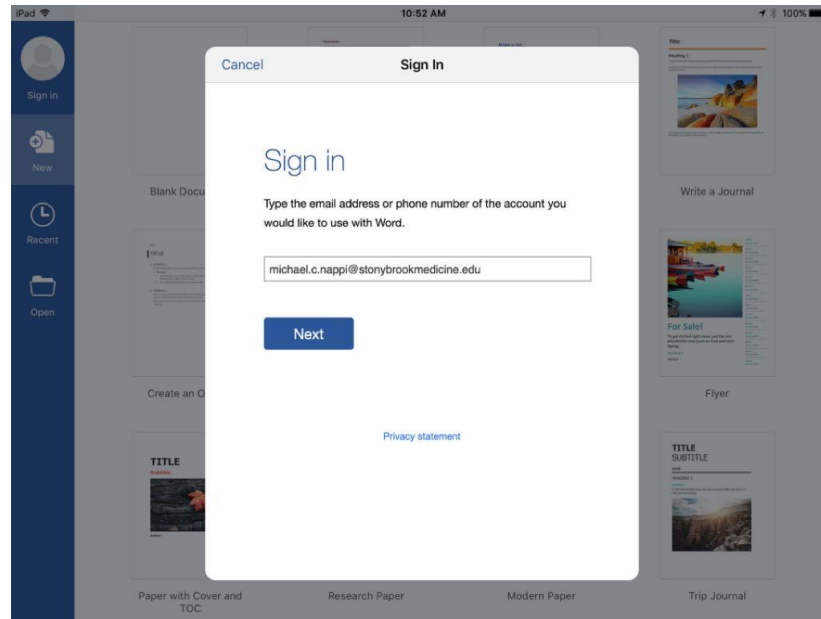 iPad
10:52 AM
100%
Sign in
New
Recent
Open
Cancel
Sign In
Sign in
Type the email address or phone number of the account you
would like to use with Word.
michael.c.nappi@stonybrookmedicine.edu
Next
Privacy statement
Blank Docu
Title
Write a Journal
TITLE
Create an O
For Sale!
Flyer
TITLE
Subtitle
Paper with Cover and
TOC
Research Paper
Modern Paper
TITLE
SUBTITLE
Trip Journal